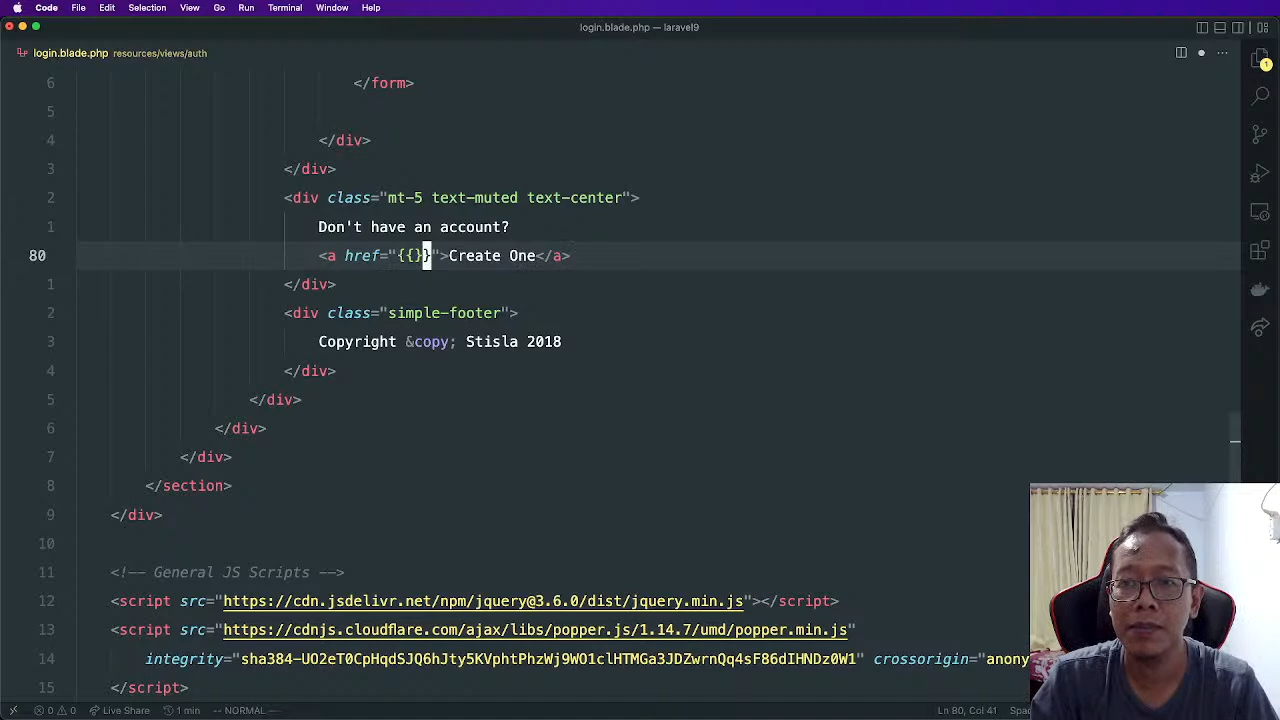 Code File Edit Selection View Go Run Terminal Window Help
login.blade.php — laravel9
login.blade.php resources/views/auth
6 </form>
5
4 </div>
3 </div>
2 <div class="mt-5 text-muted text-center">
1 Don't have an account?
80 <a href="{{}}">Create One</a>
1 </div>
2 <div class="simple-footer">
3 Copyright &copy; Stisla 2018
4 </div>
5 </div>
6 </div>
7 </div>
8 </section>
9 </div>
10
11 <!-- General JS Scripts -->
12 <script src="https://cdn.jsdelivr.net/npm/jquery@3.6.0/dist/jquery.min.js"></script>
13 <script src="https://cdnjs.cloudflare.com/ajax/libs/popper.js/1.14.7/umd/popper.min.js"
14 integrity="sha384-UO2eT0CpHqdSJQ6hJty5KVphtPhzWj9WO1clHTMGa3JDZwrnQq4sF86dIHNDz0W1" crossorigin="anony
15 </script>
1
0 0 Live Share 1 min -- NORMAL -- Ln 80, Col 41 Spac